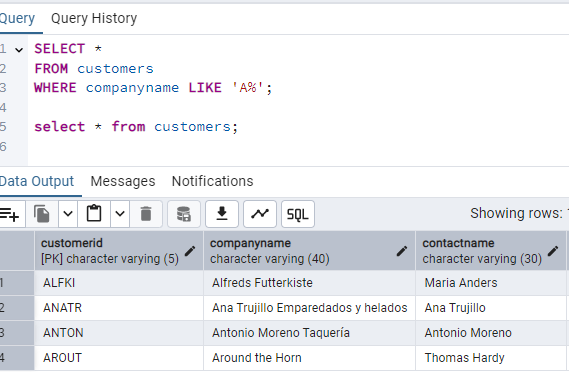 Query Query History
1 SELECT *
2 FROM customers
3 WHERE companyname LIKE 'A%';
4
5 select * from customers;
6
Data Output Messages Notifications
SQL Showing rows:
customerid companyname contactname
[PK] character varying (5) character varying (40) character varying (30)
1 ALFKI Alfreds Futterkiste Maria Anders
2 ANATR Ana Trujillo Emparedados y helados Ana Trujillo
3 ANTON Antonio Moreno Taquería Antonio Moreno
4 AROUT Around the Horn Thomas Hardy